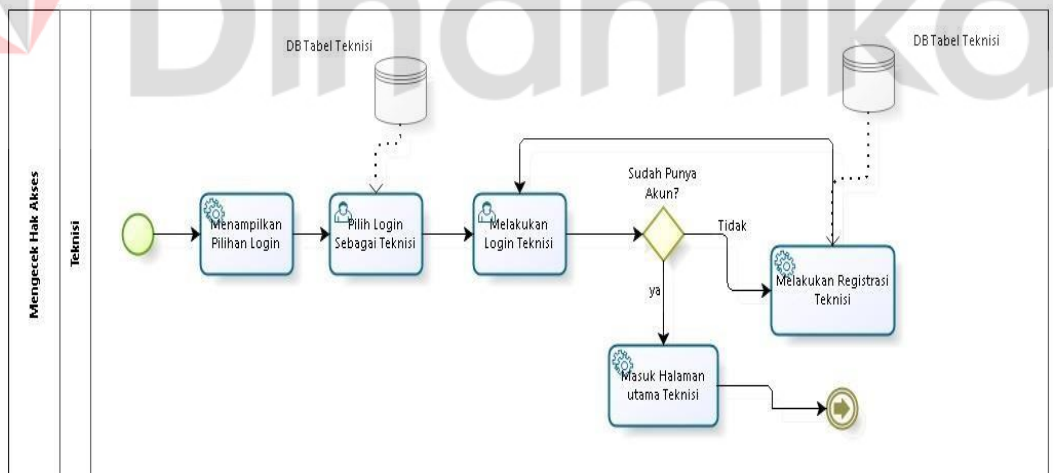 Dinamika
DB Tabel Teknisi
DB Tabel Teknisi
Mengecek Hak Akses
Teknisi
Menampilkan
Pilihan Login
Pilih Login
Sebagai Teknisi
Melakukan
Login Teknisi
Sudah Punya
Akun?
Tidak
ya
Melakukan Registrasi
Teknisi
Masuk Halaman
utama Teknisi